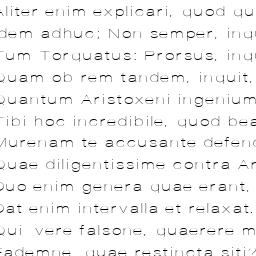 Aliter enim explicari, quod qu
dem adhuc; Non semper, inqu
Tum Torquatus: Prorsus, inqu
Quam ob rem tandem, inquit,
Quantum Aristoxeni ingenium
Tibi hoc incredibile, quod bea
Murenam te accusante defend
Quae diligentissime contra Ar
Duo enim genera quae erant,
Dat enim intervalla et relaxat.
Qui vere falsone, quaerere m
Eademne, quae restincta siti?